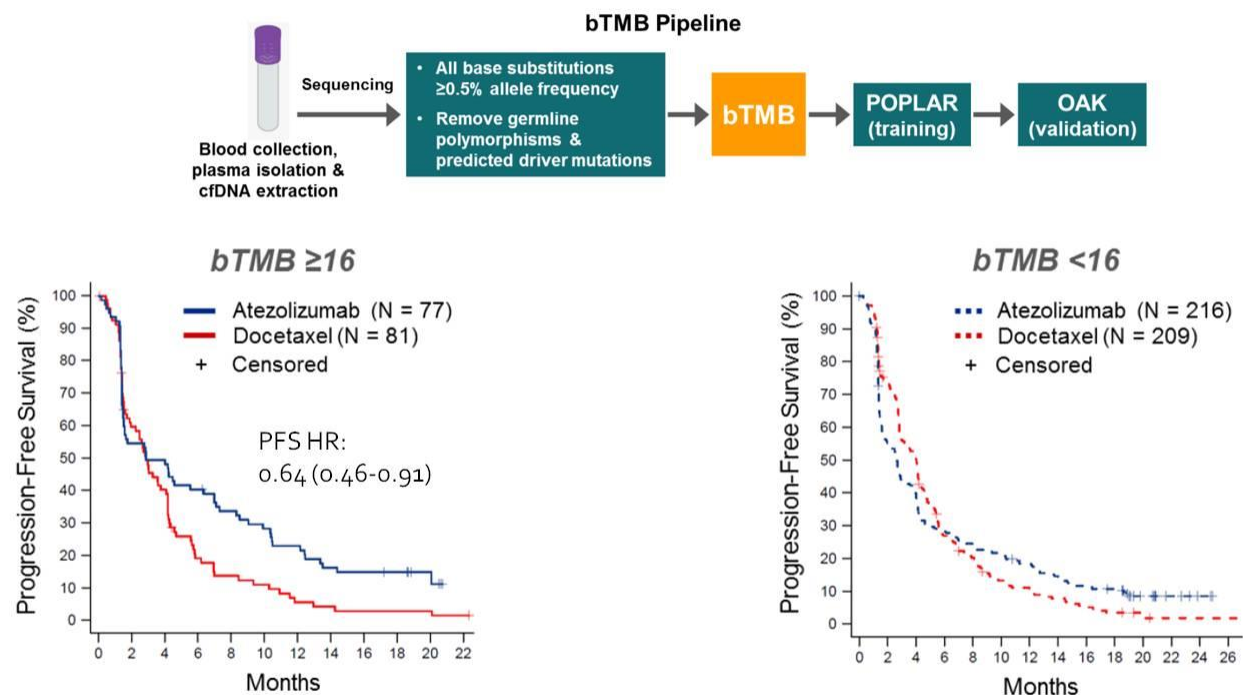 bTMB Pipeline
Blood collection,
plasma isolation &
cfDNA extraction
Sequencing
• All base substitutions
≥0.5% allele frequency
• Remove germline
polymorphisms &
predicted driver mutations
bTMB
POPLAR
(training)
OAK
(validation)
bTMB ≥16
Progression-Free Survival (%)
100
90
80
70
60
50
40
30
20
10
0
Atezolizumab (N = 77)
Docetaxel (N = 81)
+ Censored
PFS HR:
0.64 (0.46-0.91)
0 2 4 6 8 10 12 14 16 18 20 22
Months
bTMB <16
Progression-Free Survival (%)
100
90
80
70
60
50
40
30
20
10
0
Atezolizumab (N = 216)
Docetaxel (N = 209)
+ Censored
0 2 4 6 8 10 12 14 16 18 20 22 24 26
Months